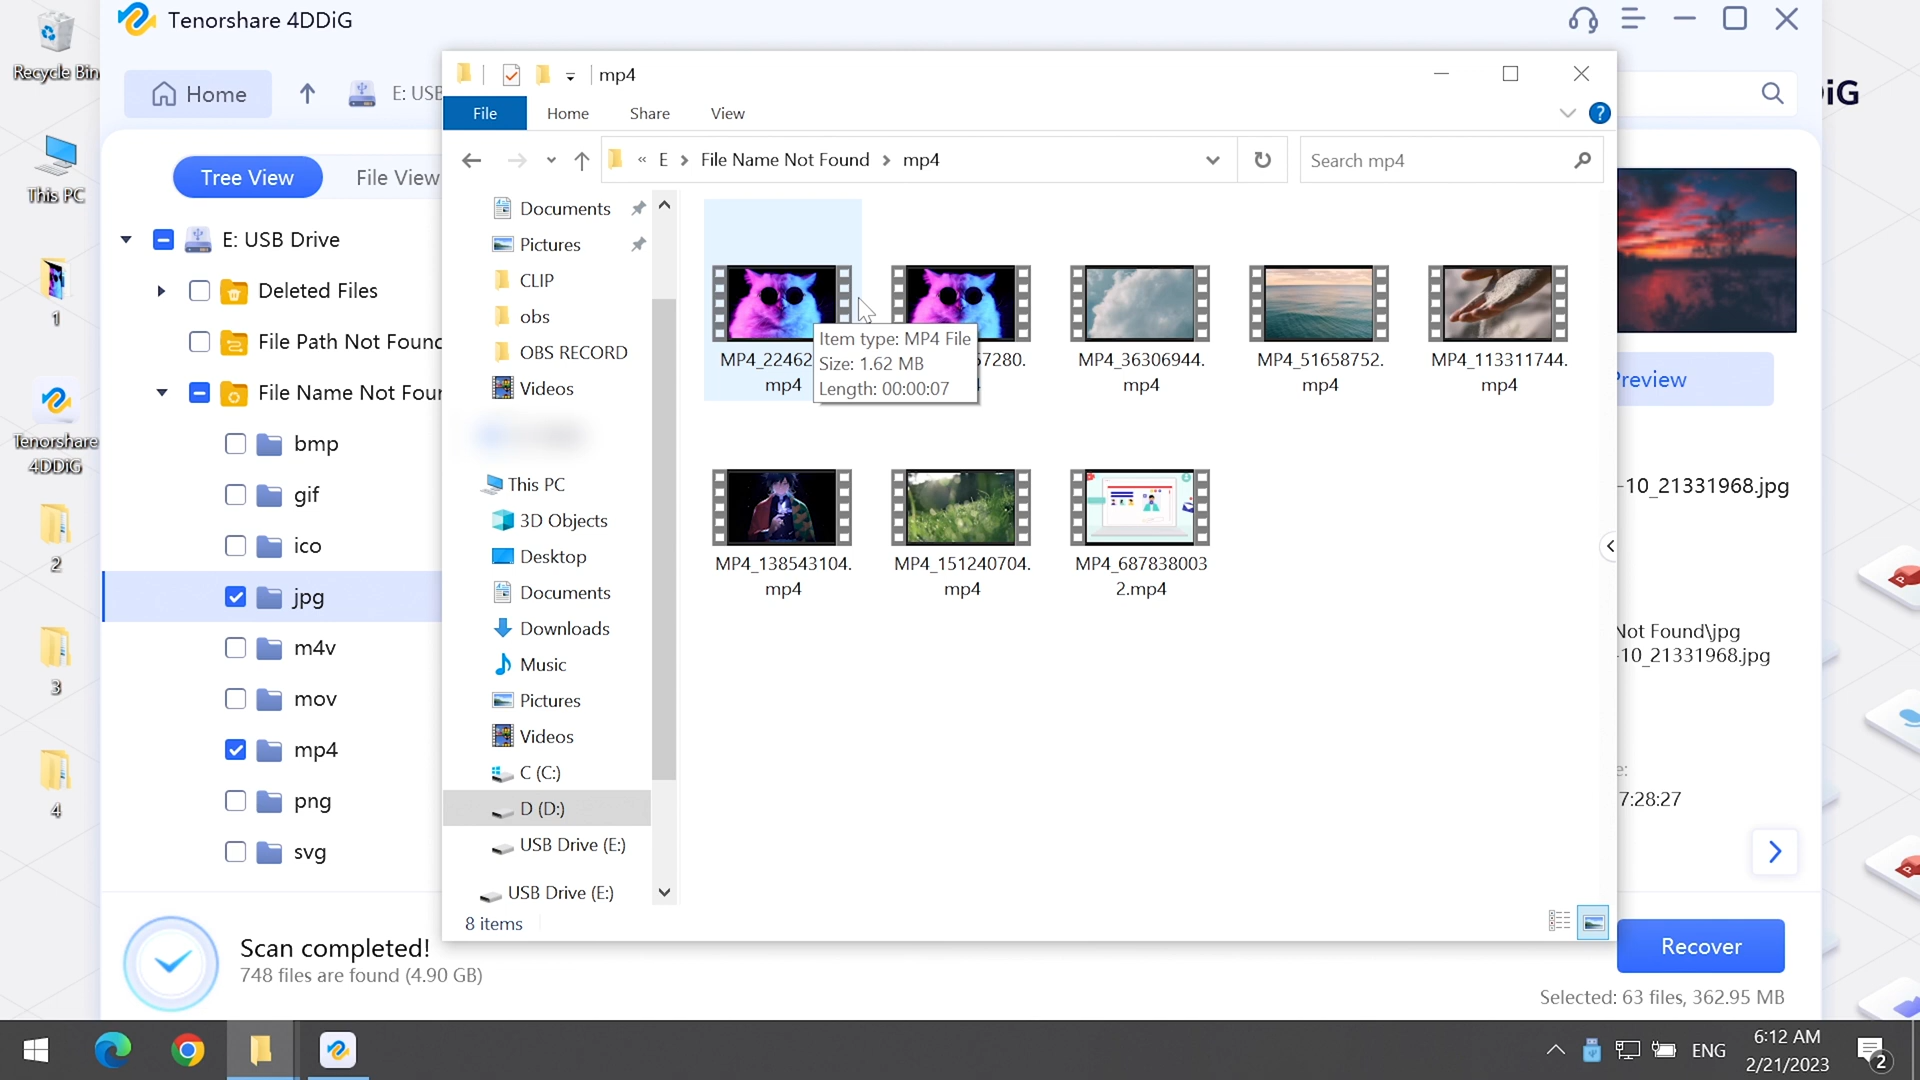 Recycle Bin
This PC
1
Tenorshare
4DDiG
2
3
4
Tenorshare 4DDiG
Home
E: USB
iG
Tree View
File View
E: USB Drive
Deleted Files
File Path Not Found
File Name Not Four
bmp
gif
ico
jpg
m4v
mov
mp4
png
svg
Scan completed!
748 files are found (4.90 GB)
mp4
File
Home
Share
View
?
« E > File Name Not Found > mp4
Search mp4
Documents
Pictures
CLIP
obs
OBS RECORD
Videos
This PC
3D Objects
Desktop
Documents
Downloads
Music
Pictures
Videos
C (C:)
D (D:)
USB Drive (E:)
USB Drive (E:)
8 items
MP4_22462
mp4
57280.
MP4_36306944.
mp4
MP4_51658752.
mp4
MP4_113311744.
mp4
Item type: MP4 File
Size: 1.62 MB
Length: 00:00:07
MP4_138543104.
mp4
MP4_151240704.
mp4
MP4_687838003
2.mp4
Preview
-10_21331968.jpg
Not Found\jpg
-10_21331968.jpg
e:
7:28:27
Recover
Selected: 63 files, 362.95 MB
ENG
6:12 AM
2/21/2023
2